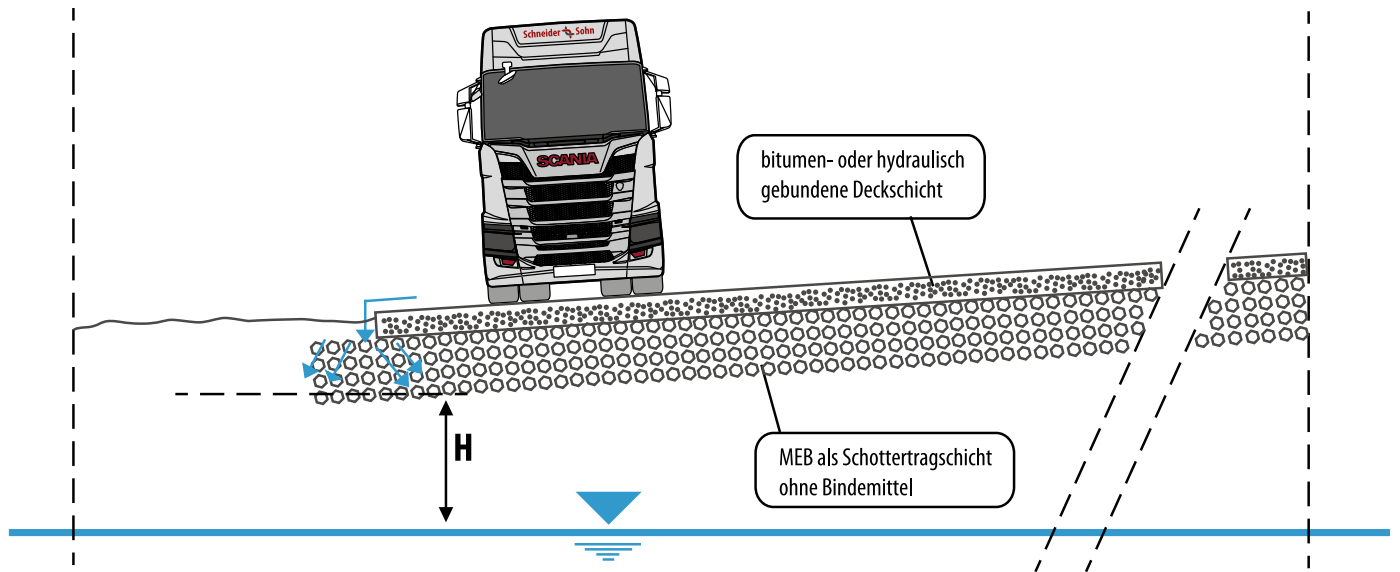 Schneider Sohn
SCANIA
bitumen- oder hydraulisch
gebundene Deckschicht
H
MEB als Schottertragschicht
ohne Bindemittel